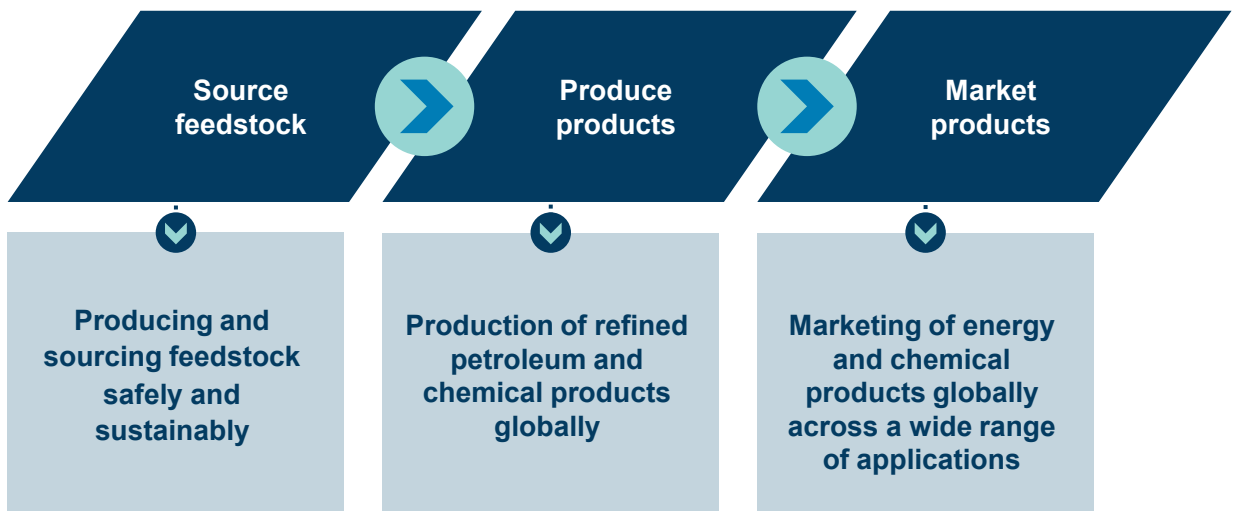 Source
feedstock
Produce
products
Market
products
Producing and
sourcing feedstock
safely and
sustainably
Production of refined
petroleum and
chemical products
globally
Marketing of energy
and chemical
products globally
across a wide range
of applications